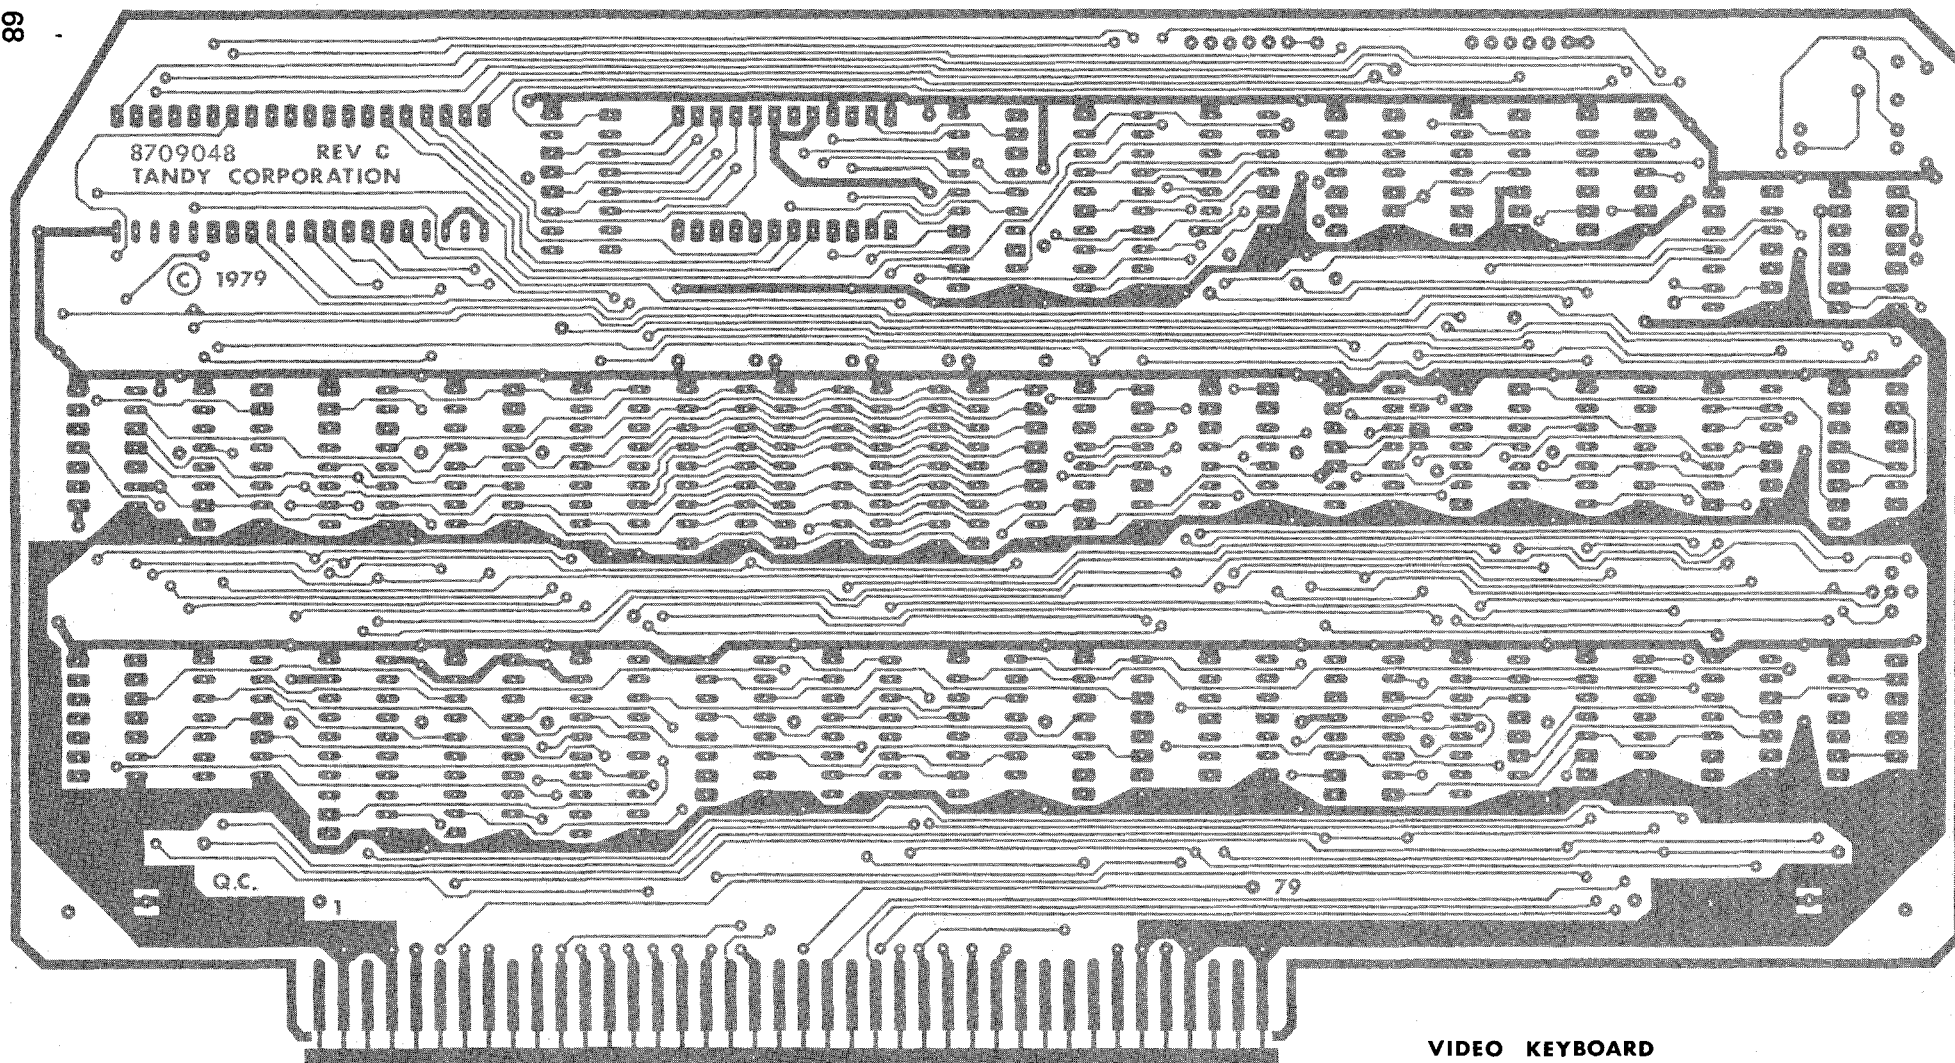 89
8709048 REV C
TANDY CORPORATION
© 1979
Q.C.
1
79
VIDEO KEYBOARD